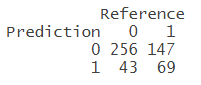 Reference
Prediction 0 1
0 256 147
1 43 69